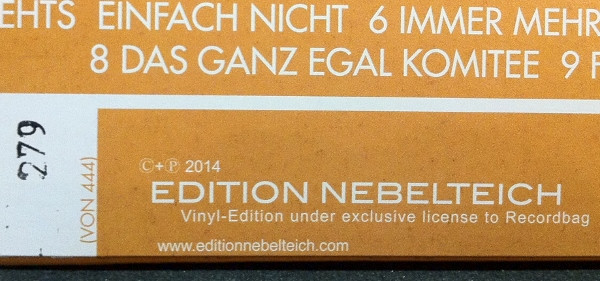 EHTS EINFACH NICHT 6 IMMER MEHR
8 DAS GANZ EGAL KOMITEE 9 F
279
(VON 444)
©+℗ 2014
EDITION NEBELTEICH
Vinyl-Edition under exclusive license to Recordbag
www.editionnebelteich.com